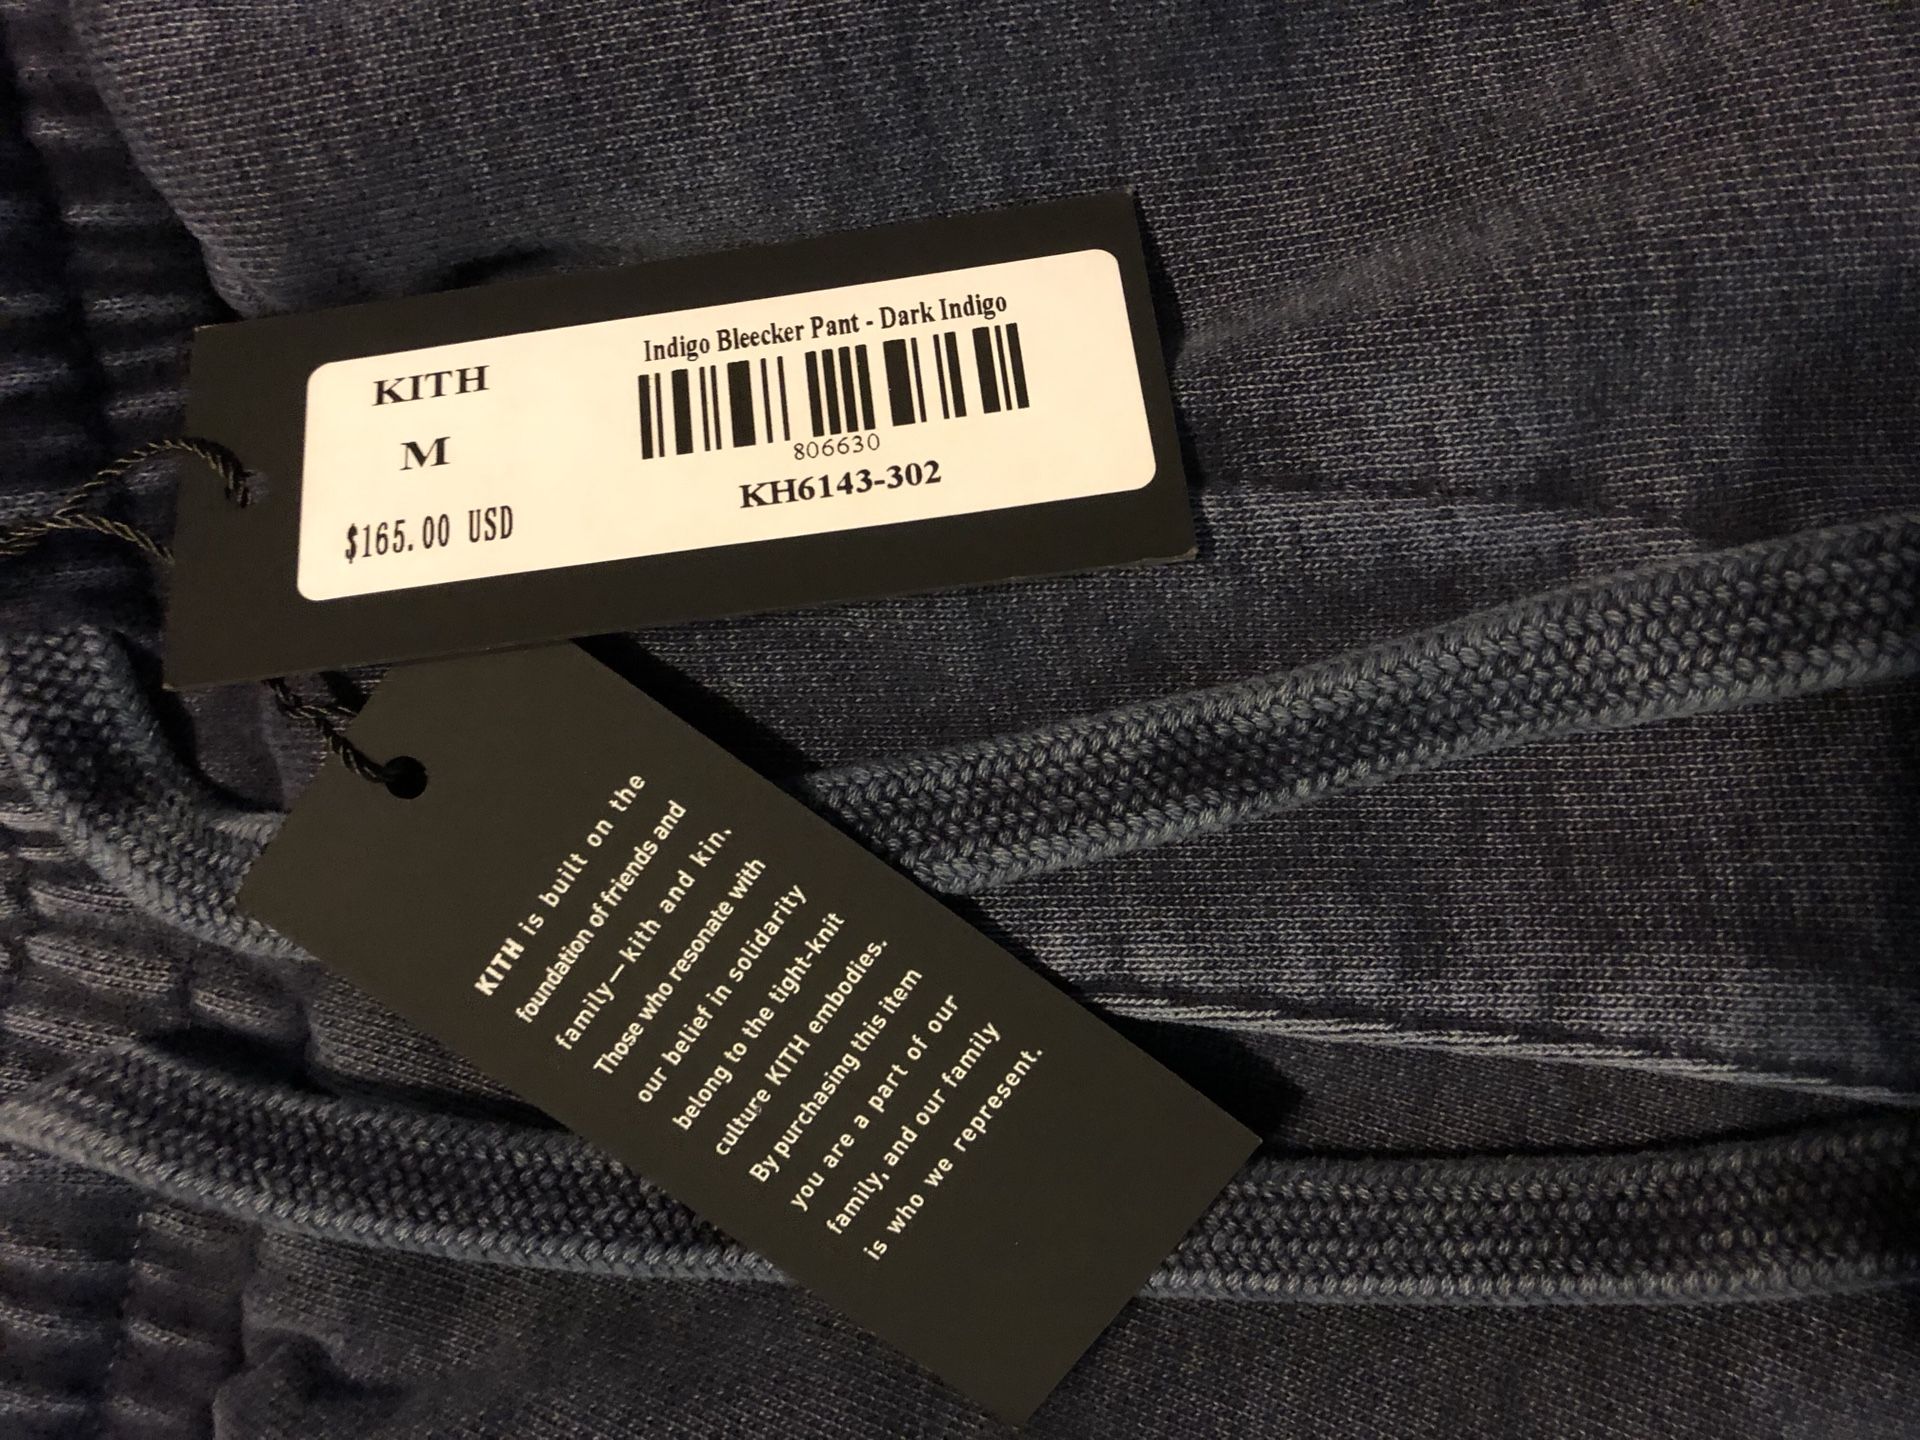 Indigo Bleecker Pant - Dark Indigo
KITH
M
$165.00 USD
806630
KH6143-302
KITH is built on the
foundation of friends and
family—kith and kin.
Those who resonate with
our belief in solidarity
belong to the tight-knit
culture KITH embodies.
By purchasing this item
you are a part of our
family, and our family
is who we represent.